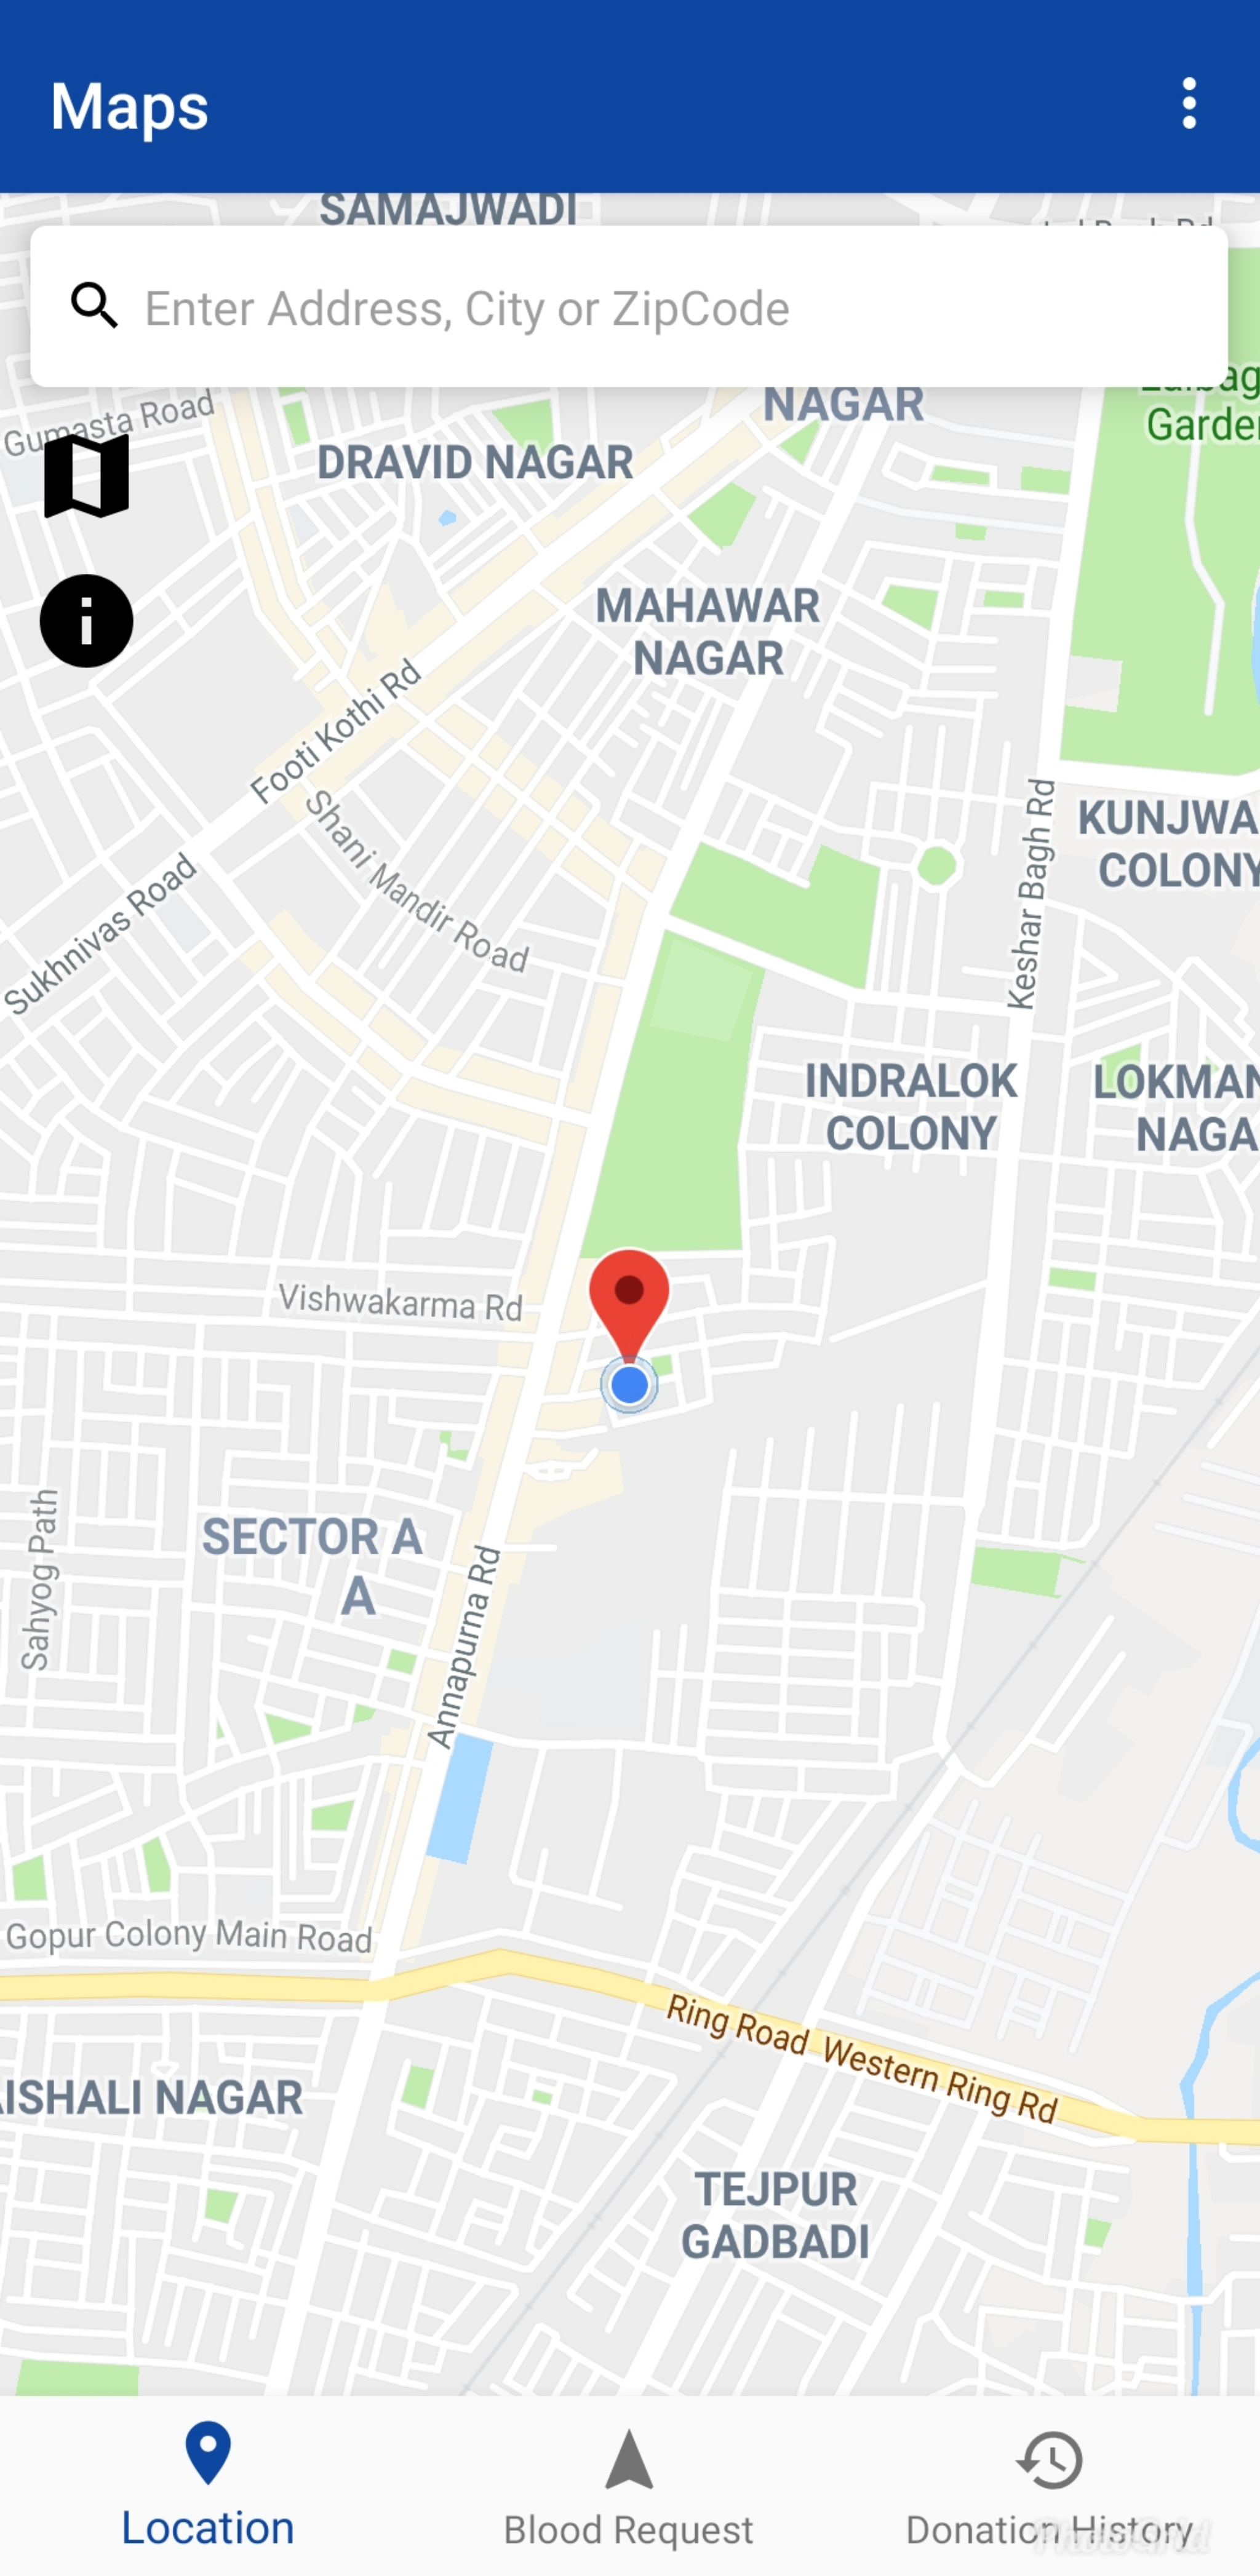 Maps
SAMAJWADI
Enter Address, City or ZipCode
Gumasta Road
NAGAR
Garde
DRAVID NAGAR
MAHAWAR
NAGAR
Footi Kothi Rd
Shani Mandir Road
Sukhnivas Road
Keshar Bagh Rd
KUNJWA
COLONY
INDRALOK
COLONY
LOKMAN
NAGA
Vishwakarma Rd
SECTOR A
A
Sahyog Path
Annapurna Rd
Gopur Colony Main Road
Ring Road Western Ring Rd
AISHALI NAGAR
TEJPUR
GADBADI
Location
Blood Request
Donation History